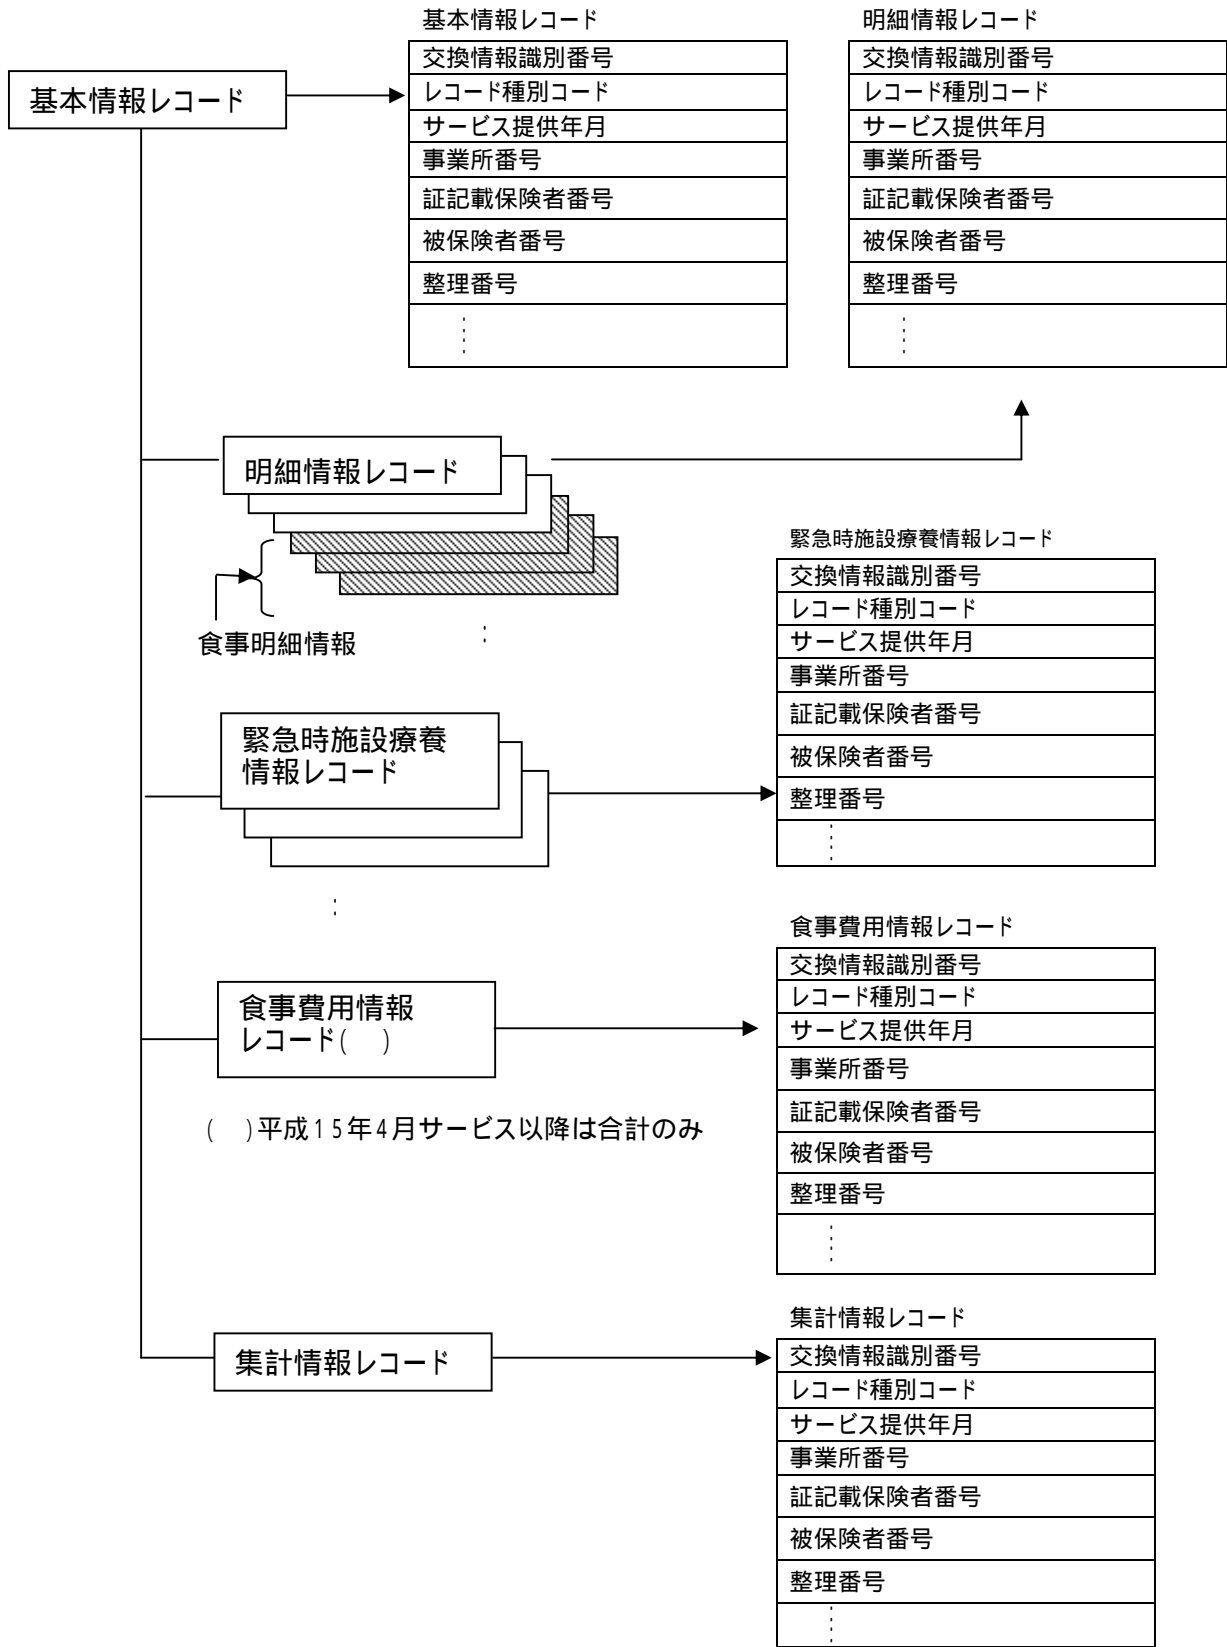 基本情報レコード
基本情報レコード
交換情報識別番号
レコード種別コード
サービス提供年月
事業所番号
証記載保険者番号
被保険者番号
整理番号
明細情報レコード
交換情報識別番号
レコード種別コード
サービス提供年月
事業所番号
証記載保険者番号
被保険者番号
整理番号
明細情報レコード
食事明細情報
緊急時施設療養情報レコード
交換情報識別番号
レコード種別コード
サービス提供年月
事業所番号
証記載保険者番号
被保険者番号
整理番号
緊急時施設療養
情報レコード
食事費用情報レコード
交換情報識別番号
レコード種別コード
サービス提供年月
事業所番号
証記載保険者番号
被保険者番号
整理番号
食事費用情報
レコード(　)
(　)平成15年4月サービス以降は合計のみ
集計情報レコード
集計情報レコード
交換情報識別番号
レコード種別コード
サービス提供年月
事業所番号
証記載保険者番号
被保険者番号
整理番号